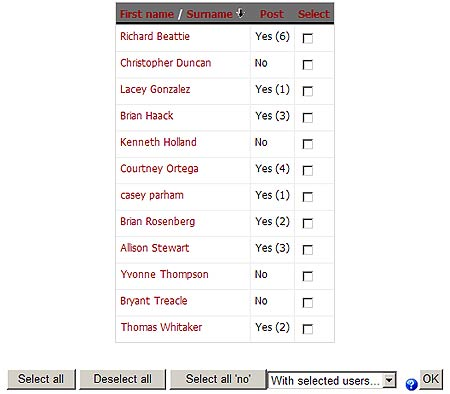 First name / Surname Post Select
Richard Beattie Yes (6)
Christopher Duncan No
Lacey Gonzalez Yes (1)
Brian Haack Yes (3)
Kenneth Holland No
Courtney Ortega Yes (4)
casey parham Yes (1)
Brian Rosenberg Yes (2)
Alison Stewart Yes (3)
Yvonne Thompson No
Bryant Treacle No
Thomas Whitaker Yes (2)
Select all Deselect all Select all 'no' With selected users... ? OK